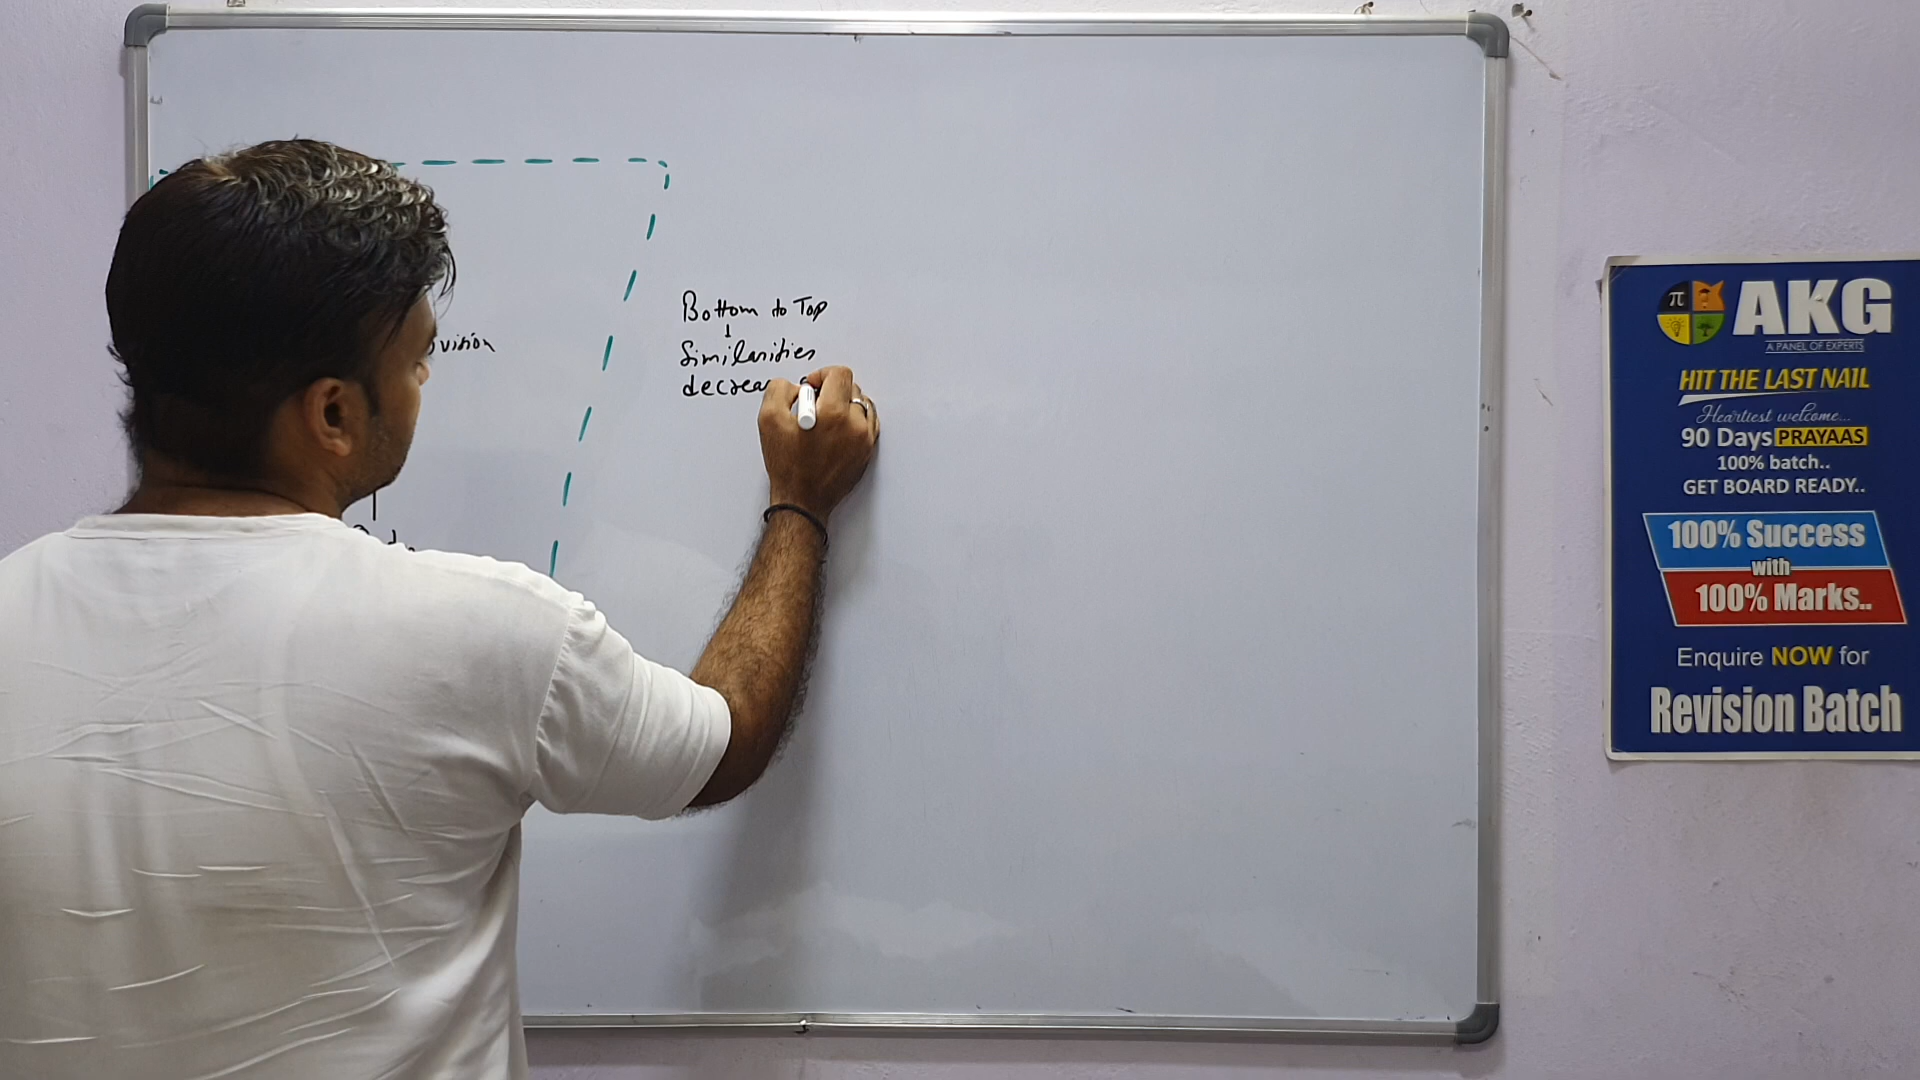 Bottom to Top
Similarities
decrea
vision
π
AKG
A PANEL OF EXPERTS
HIT THE LAST NAIL
Heartiest welcome...
90 Days PRAYAAS
100% batch..
GET BOARD READY..
100% Success
with
100% Marks..
Enquire NOW for
Revision Batch